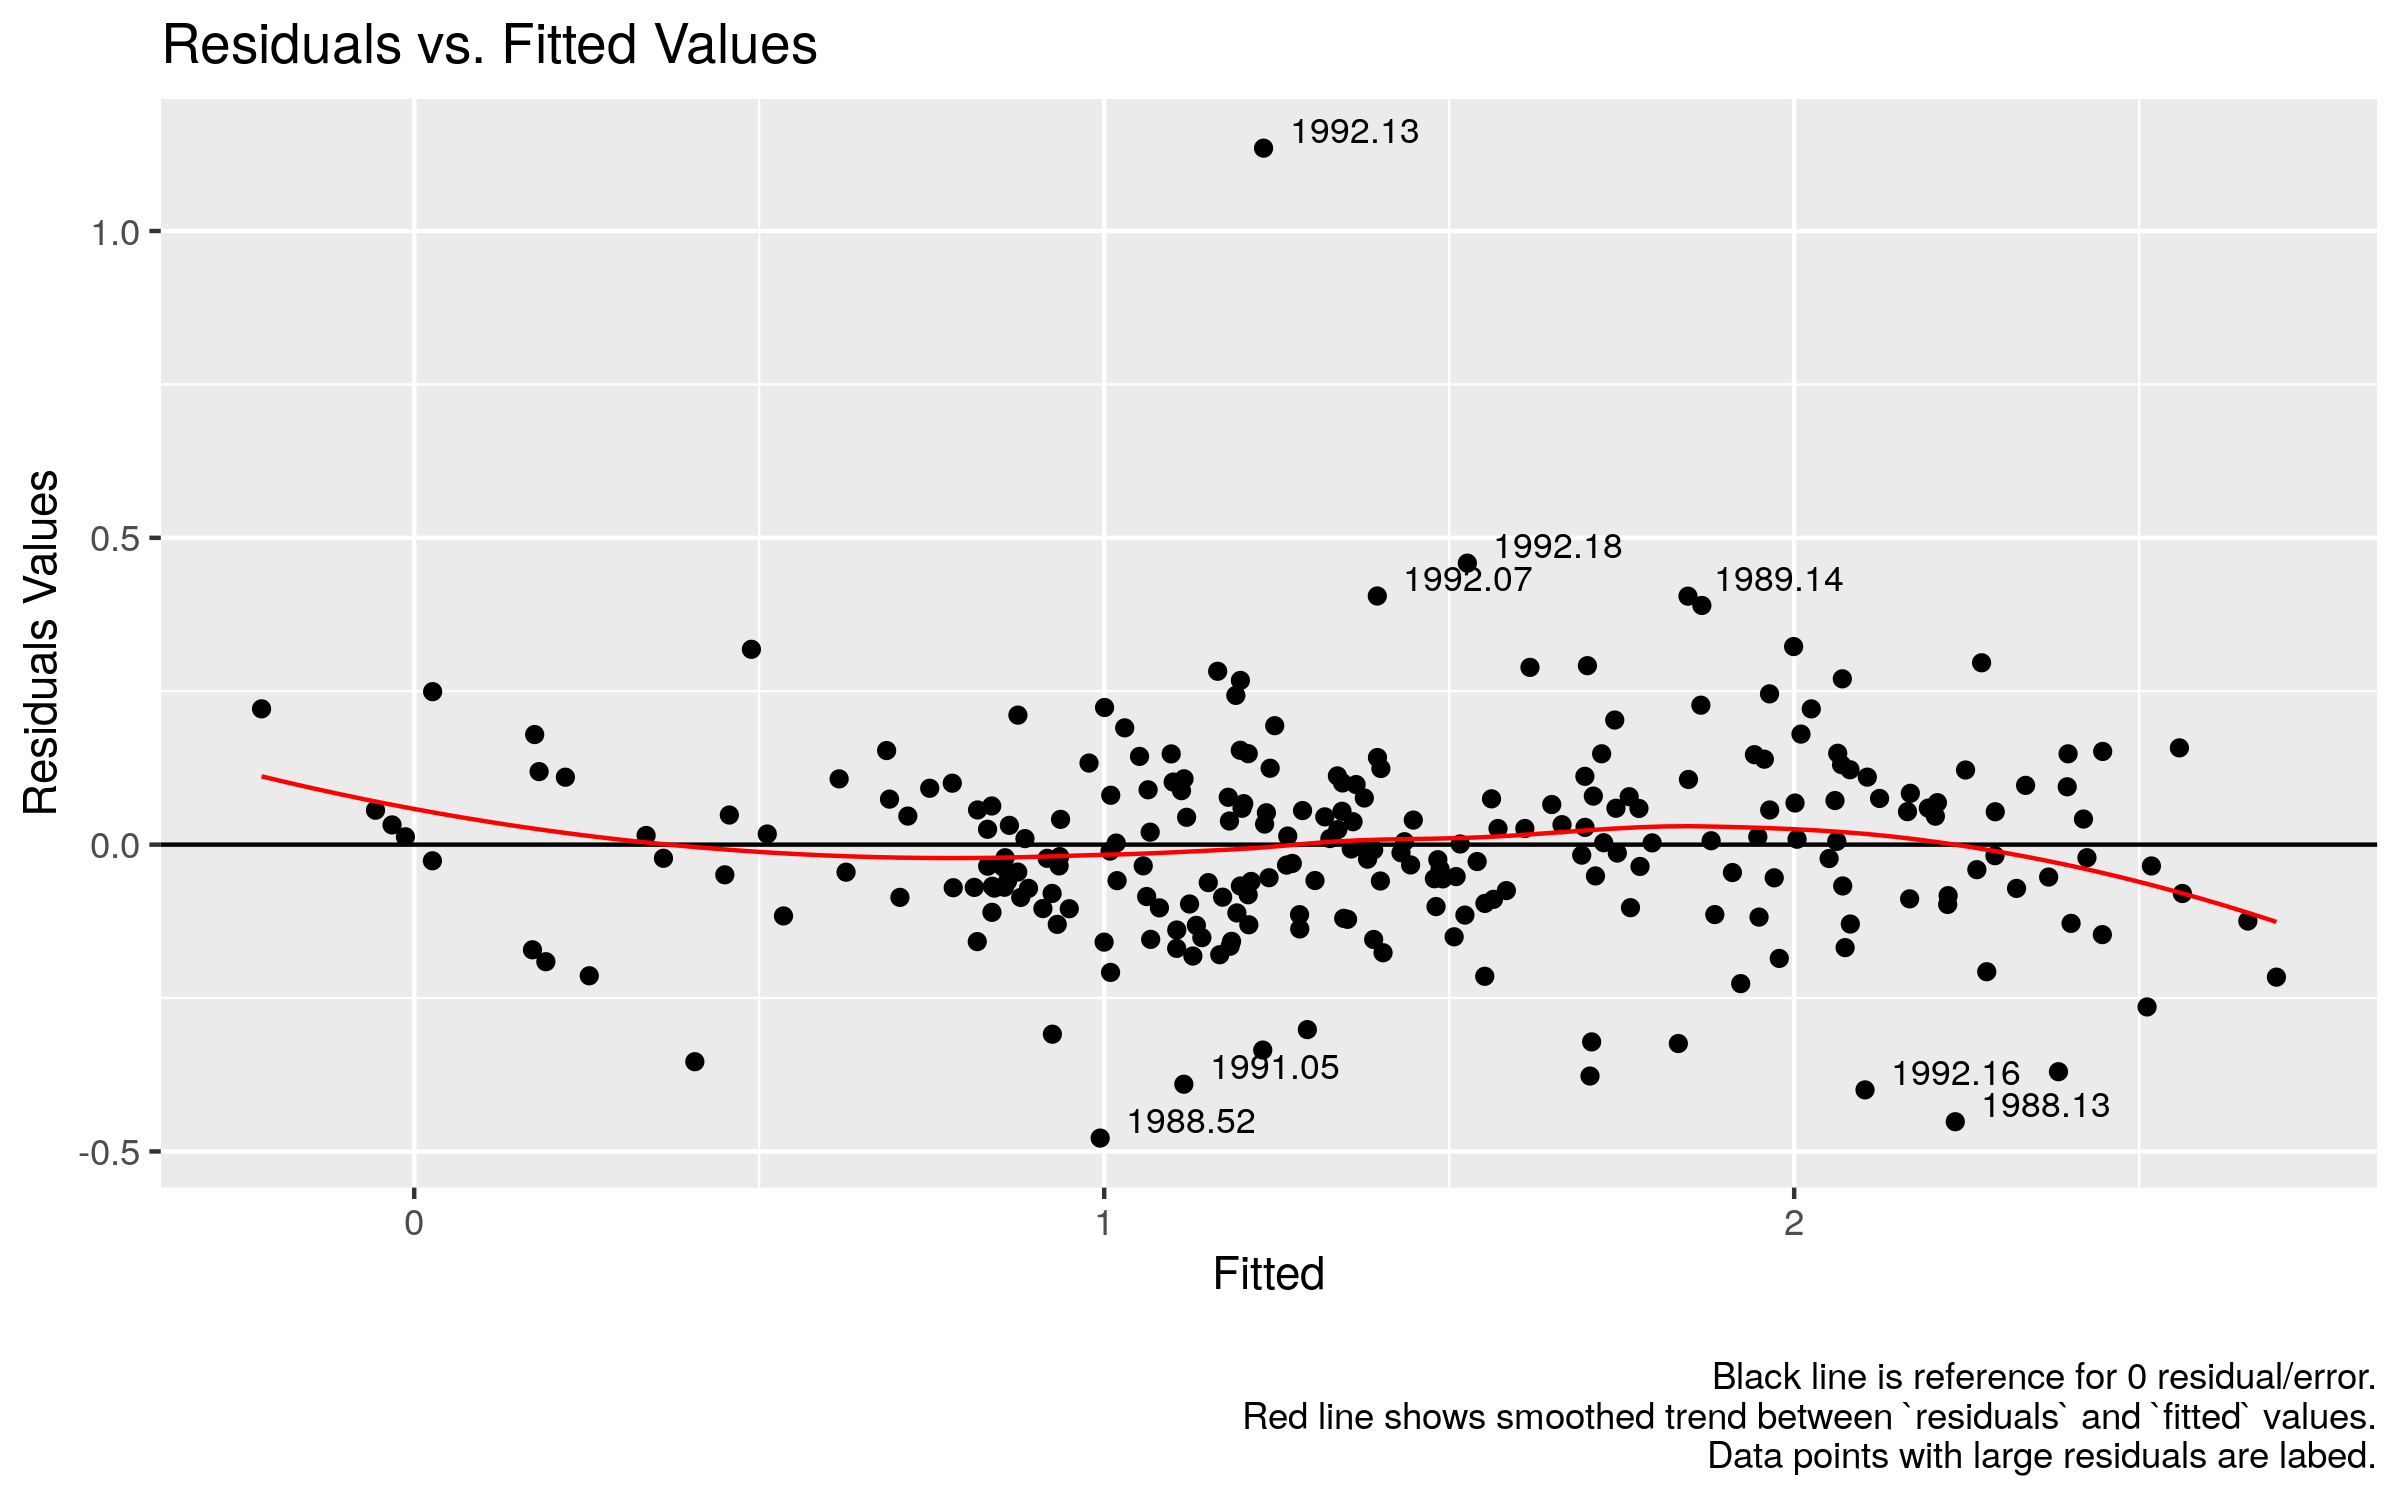 Residuals vs. Fitted Values
1992.13
1.0
0.5
1992.18
1992.07
1989.14
Residuals Values
0.0
1991.05
1992.16
1988.13
1988.52
-0.5
0
1
2
Fitted
Black line is reference for 0 residual/error.
Red line shows smoothed trend between `residuals` and `fitted` values.
Data points with large residuals are labed.